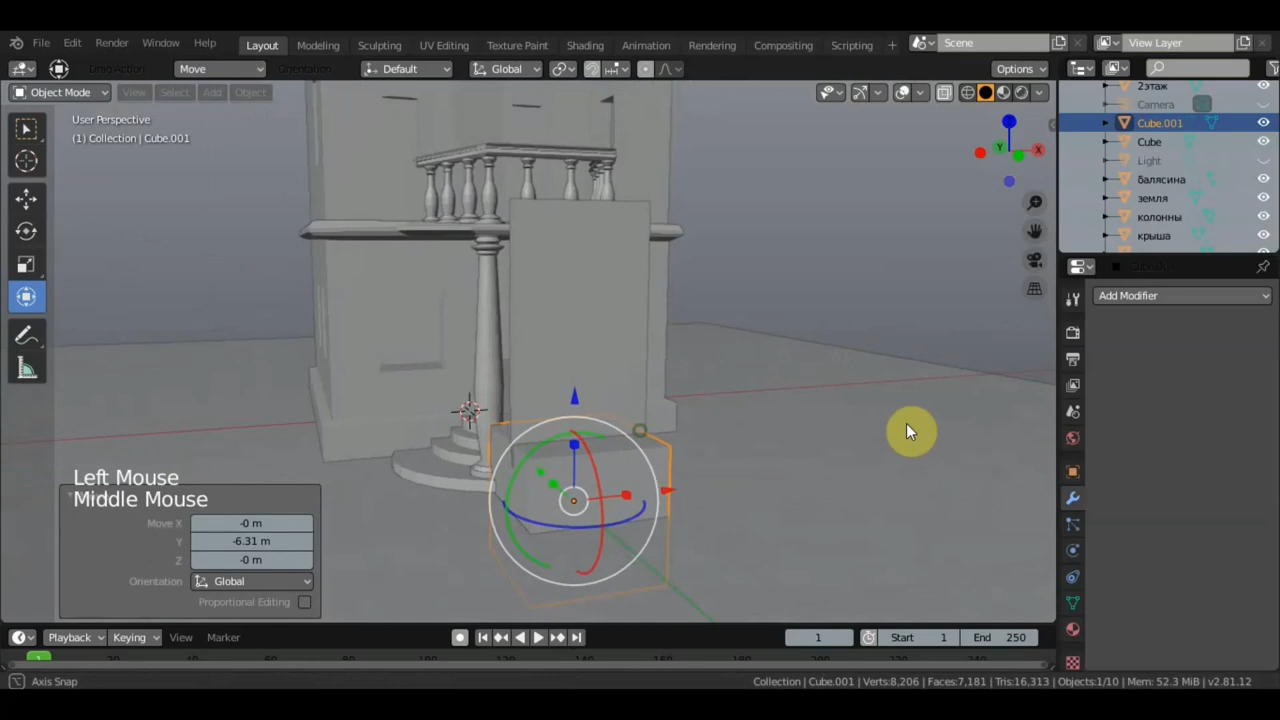 File Edit Render Window Help Layout Modeling Sculpting UV Editing Texture Paint Shading Animation Rendering Compositing Scripting + Scene View Layer
Drag Action Move Orientation Default Global Options
Object Mode View Select Add Object
User Perspective
(1) Collection | Cube.001
2этаж
Camera
Cube.001
Cube
Light
балясина
земля
колонны
крыша
Add Modifier
X
Y
Left Mouse
Middle Mouse
Move X -0 m
Y -6.31 m
Z -0 m
Orientation Global
Proportional Editing
Playback Keying View Marker 1 Start 1 End 250
1
Axis Snap Collection | Cube.001 | Verts:8,206 | Faces:7,181 | Tris:16,313 | Objects:1/10 | Mem: 52.3 MiB | v2.81.12